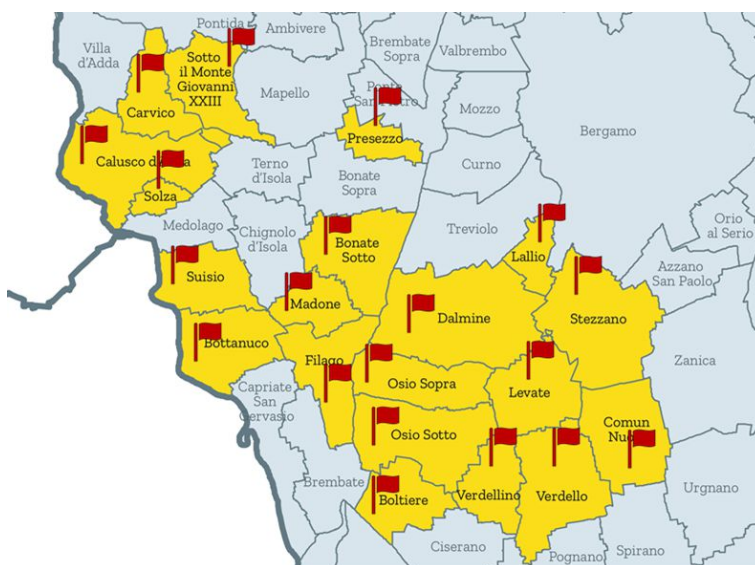 Pontida
Ambivere
Villa
d'Adda
Sotto
il Monte
Giovanni
XXIII
Brembate
Sopra
Valbrembo
Carvico
Mapello
Mozzo
Bergamo
Presezzo
Calusco
Terno
d'Isola
Curno
Solza
Bonate
Sopra
Medolago
Chignolo
d'Isola
Treviolo
Orio
al Serio
Bonate
Sotto
Lallio
Azzano
San Paolo
Suisio
Madone
Dalmine
Stezzano
Bottanuco
Filago
Zanica
Osio Sopra
Levate
Capriate
San
Gervasio
Osio Sotto
Comun
Brembate
Boltiere
Verdellino
Verdello
Urgnano
Ciserano
Pognano
Spirano